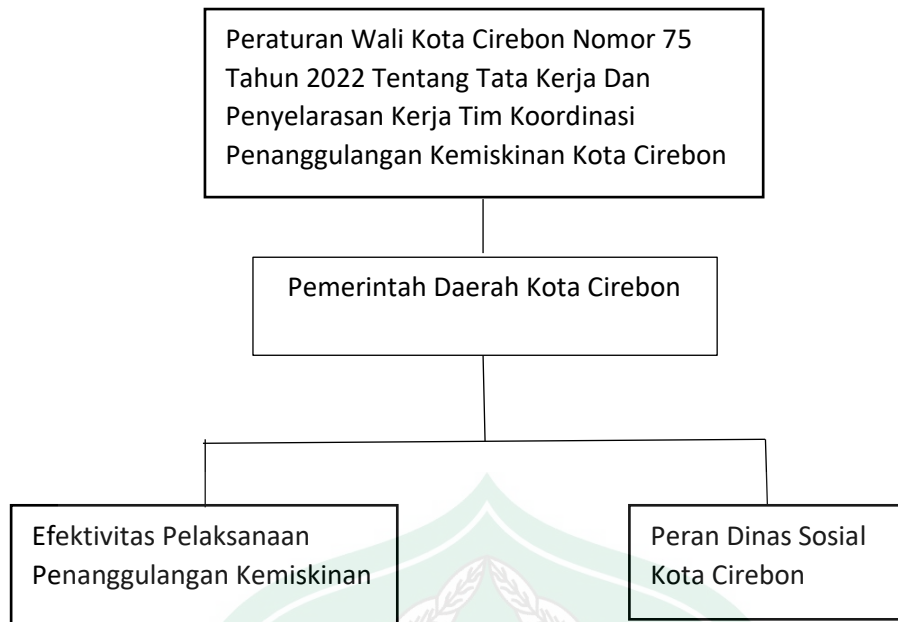 Peraturan Wali Kota Cirebon Nomor 75
Tahun 2022 Tentang Tata Kerja Dan
Penyelarasan Kerja Tim Koordinasi
Penanggulangan Kemiskinan Kota Cirebon
Pemerintah Daerah Kota Cirebon
Efektivitas Pelaksanaan
Penanggulangan Kemiskinan
Peran Dinas Sosial
Kota Cirebon